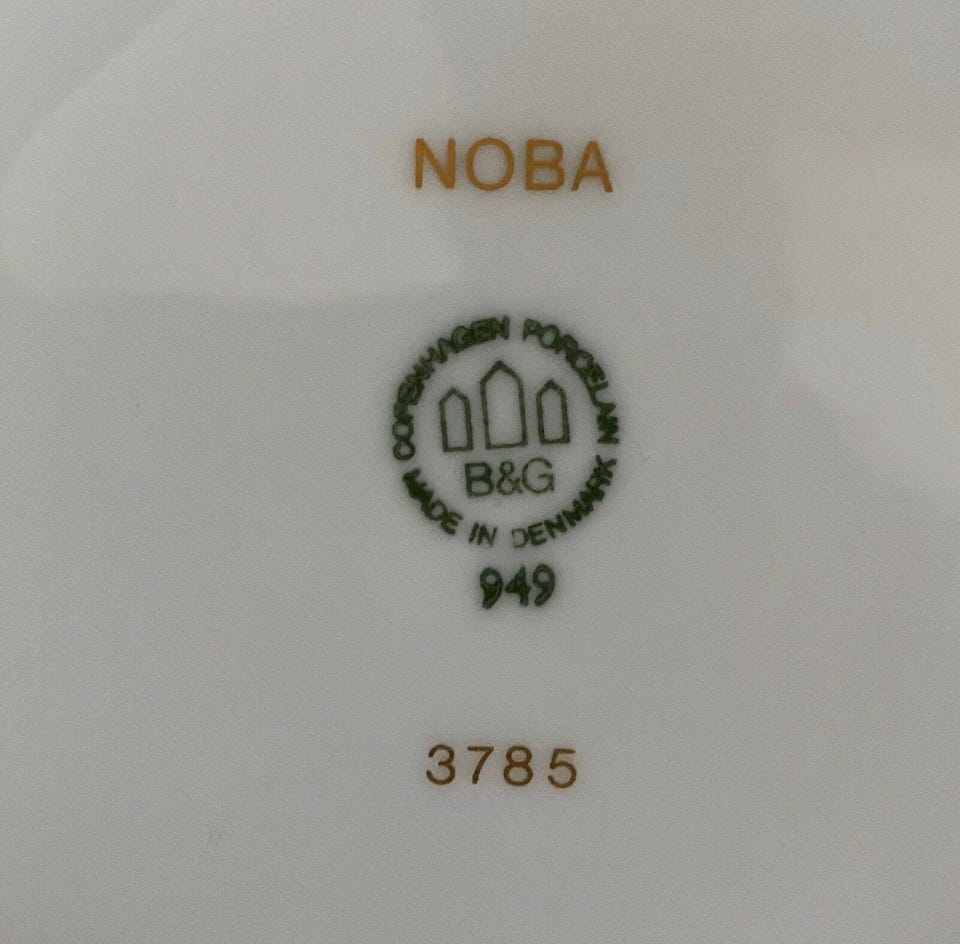 NOBA
COPENHAGEN PORCELAIN
B&G
MADE IN DENMARK
949
3785